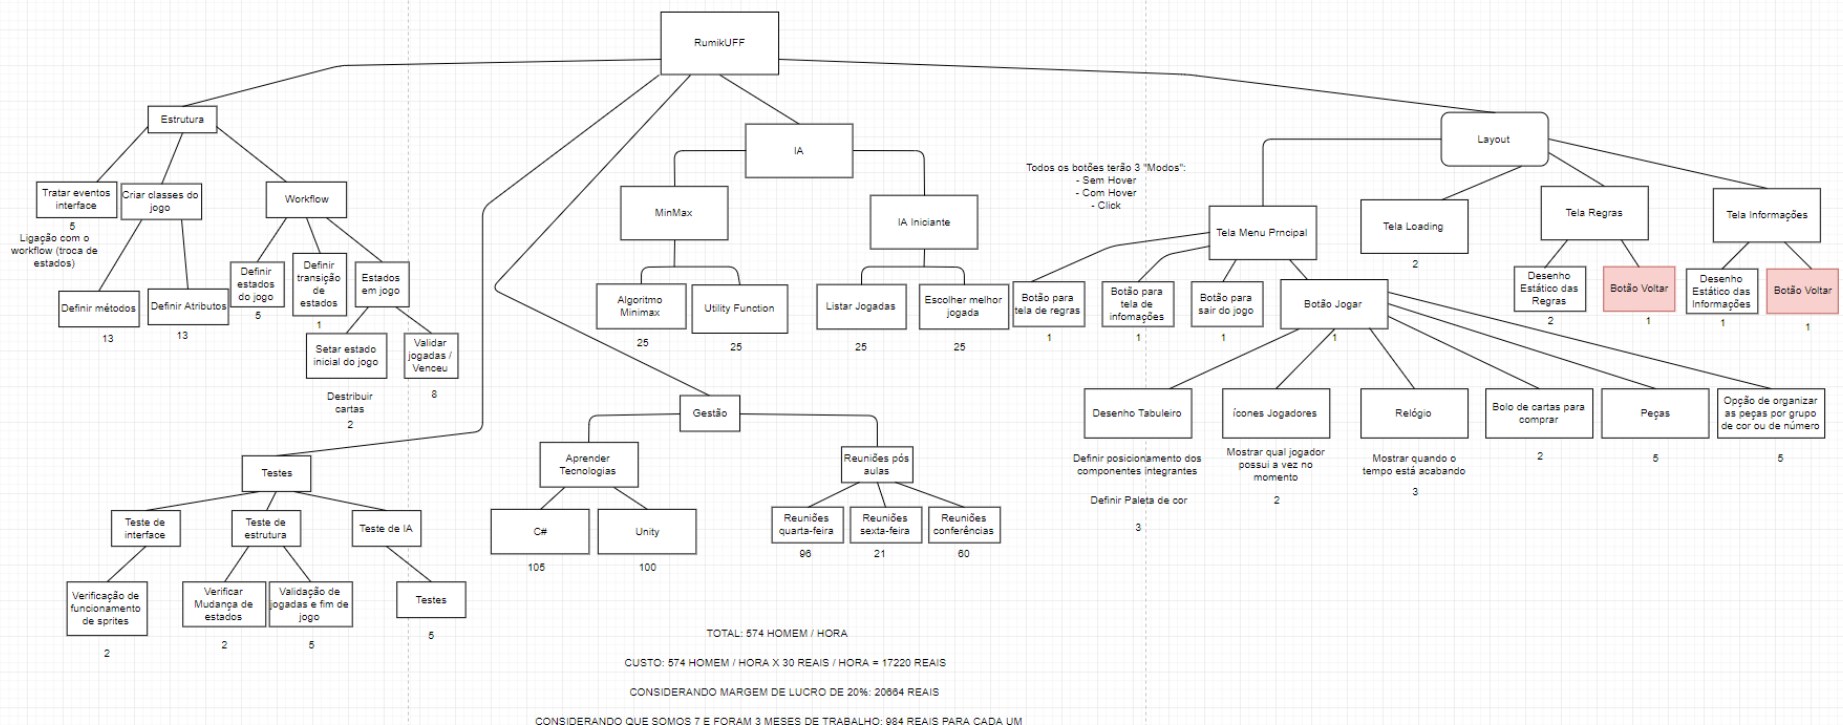 RumikUFF
Estrutura
Tratar eventos
interface
5
Ligação com o
workflow (troca de
estados)
Criar classes do
jogo
Definir métodos
13
Definir Atributos
13
Workflow
Definir
estados
do jogo
5
Definir
transição
de
estados
1
Estados
em jogo
Setar estado
inicial do jogo
Destribuir
cartas
2
Validar
jogadas /
Venceu
8
Testes
Teste de
interface
Verificação de
funcionamento
de sprites
2
Teste de
estrutura
Verificar
Mudança de
estados
2
Validação de
jogadas e fim de
jogo
5
Teste de IA
Testes
5
IA
MinMax
Algoritmo
Minimax
25
Utility Function
25
IA Iniciante
Listar Jogadas
25
Escolher melhor
jogada
25
Gestão
Aprender
Tecnologias
C#
105
Unity
100
Reuniões pós
aulas
Reuniões
quarta-feira
96
Reuniões
sexta-feira
21
Reuniões
conferências
60
Todos os botões terão 3 "Modos":
- Sem Hover
- Com Hover
- Click
Layout
Tela Menu Prncipal
Botão para
tela de regras
1
Botão para
tela de
infomações
1
Botão para
sair do jogo
1
Botão Jogar
1
Desenho Tabuleiro
Definir posicionamento dos
componentes integrantes
Definir Paleta de cor
3
ícones Jogadores
Mostrar qual jogador
possui a vez no
momento
2
Relógio
Mostrar quando o
tempo está acabando
3
Bolo de cartas para
comprar
2
Peças
5
Opção de organizar
as peças por grupo
de cor ou de número
5
Tela Loading
2
Tela Regras
Desenho
Estático das
Regras
2
Botão Voltar
1
Tela Informações
Desenho
Estático das
Informações
1
Botão Voltar
1
TOTAL: 574 HOMEM / HORA
CUSTO: 574 HOMEM / HORA X 30 REAIS / HORA = 17220 REAIS
CONSIDERANDO MARGEM DE LUCRO DE 20%: 20664 REAIS
CONSIDERANDO QUE SOMOS 7 E FORAM 3 MESES DE TRABALHO: 984 REAIS PARA CADA UM